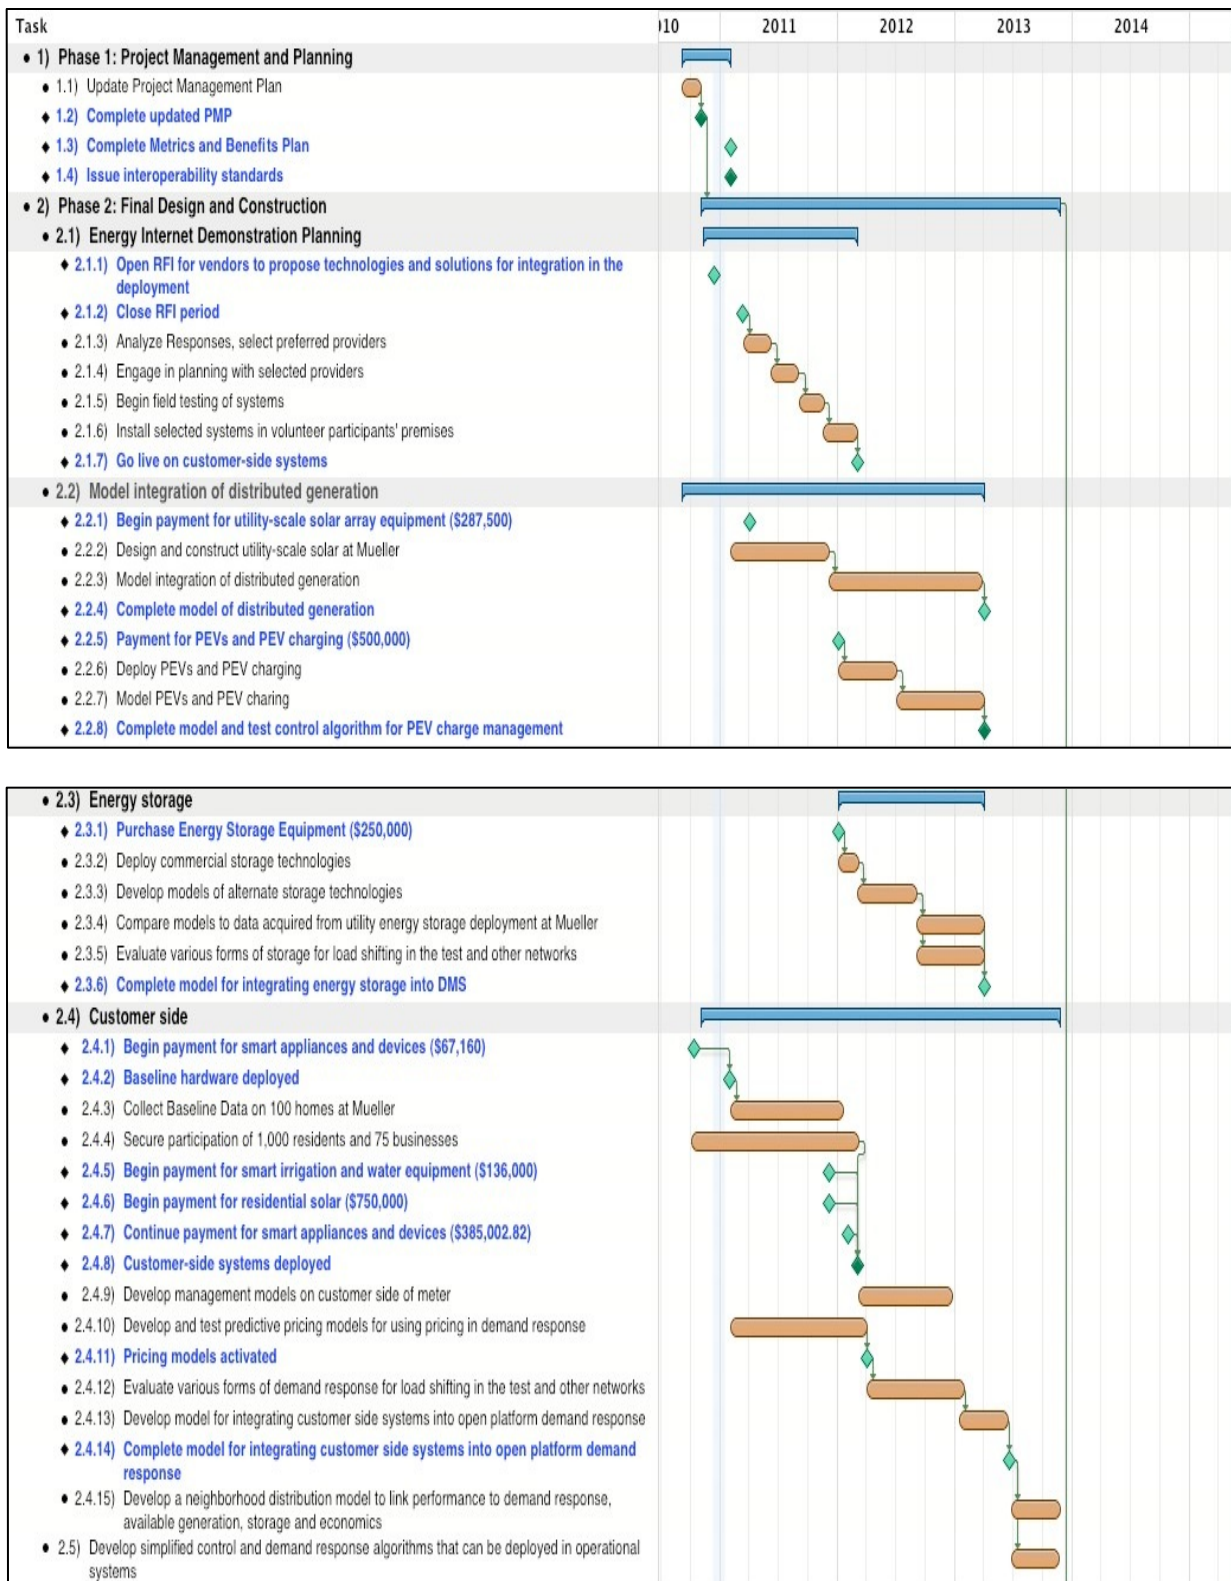 Task )10 2011 2012 2013 2014
• 1) Phase 1: Project Management and Planning
• 1.1) Update Project Management Plan
♦ 1.2) Complete updated PMP
♦ 1.3) Complete Metrics and Benefits Plan
♦ 1.4) Issue interoperability standards
• 2) Phase 2: Final Design and Construction
• 2.1) Energy Internet Demonstration Planning
♦ 2.1.1) Open RFI for vendors to propose technologies and solutions for integration in the
deployment
♦ 2.1.2) Close RFI period
• 2.1.3) Analyze Responses, select preferred providers
• 2.1.4) Engage in planning with selected providers
• 2.1.5) Begin field testing of systems
• 2.1.6) Install selected systems in volunteer participants' premises
♦ 2.1.7) Go live on customer-side systems
• 2.2) Model integration of distributed generation
♦ 2.2.1) Begin payment for utility-scale solar array equipment ($287,500)
• 2.2.2) Design and construct utility-scale solar at Mueller
• 2.2.3) Model integration of distributed generation
♦ 2.2.4) Complete model of distributed generation
♦ 2.2.5) Payment for PEVs and PEV charging ($500,000)
• 2.2.6) Deploy PEVs and PEV charging
• 2.2.7) Model PEVs and PEV charing
♦ 2.2.8) Complete model and test control algorithm for PEV charge management
• 2.3) Energy storage
♦ 2.3.1) Purchase Energy Storage Equipment ($250,000)
• 2.3.2) Deploy commercial storage technologies
• 2.3.3) Develop models of alternate storage technologies
• 2.3.4) Compare models to data acquired from utility energy storage deployment at Mueller
• 2.3.5) Evaluate various forms of storage for load shifting in the test and other networks
♦ 2.3.6) Complete model for integrating energy storage into DMS
• 2.4) Customer side
♦ 2.4.1) Begin payment for smart appliances and devices ($67,160)
♦ 2.4.2) Baseline hardware deployed
• 2.4.3) Collect Baseline Data on 100 homes at Mueller
• 2.4.4) Secure participation of 1,000 residents and 75 businesses
♦ 2.4.5) Begin payment for smart irrigation and water equipment ($136,000)
♦ 2.4.6) Begin payment for residential solar ($750,000)
♦ 2.4.7) Continue payment for smart appliances and devices ($385,002.82)
♦ 2.4.8) Customer-side systems deployed
• 2.4.9) Develop management models on customer side of meter
• 2.4.10) Develop and test predictive pricing models for using pricing in demand response
♦ 2.4.11) Pricing models activated
• 2.4.12) Evaluate various forms of demand response for load shifting in the test and other networks
• 2.4.13) Develop model for integrating customer side systems into open platform demand response
♦ 2.4.14) Complete model for integrating customer side systems into open platform demand
response
• 2.4.15) Develop a neighborhood distribution model to link performance to demand response,
available generation, storage and economics
• 2.5) Develop simplified control and demand response algorithms that can be deployed in operational
systems